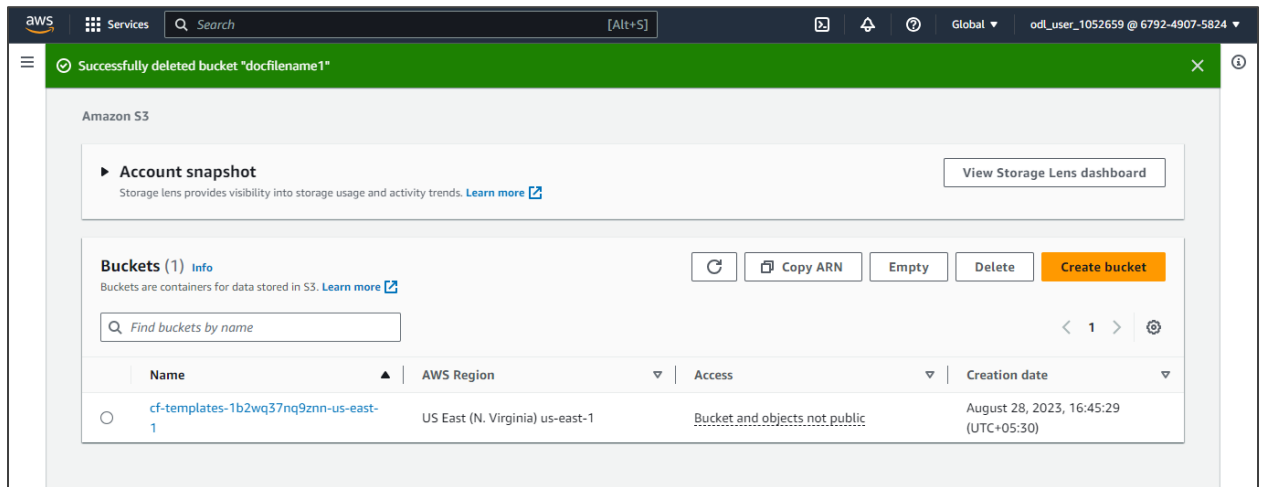 aws Services Search [Alt+S] Global ▼ odl_user_1052659 @ 6792-4907-5824 ▼
Successfully deleted bucket "docfilename1"
Amazon S3
Account snapshot
View Storage Lens dashboard
Storage lens provides visibility into storage usage and activity trends. Learn more
Buckets (1) Info
Copy ARN Empty Delete Create bucket
Buckets are containers for data stored in S3. Learn more
Find buckets by name
1
Name AWS Region Access Creation date
cf-templates-1b2wq37nq9znn-us-east-
1
US East (N. Virginia) us-east-1
Bucket and objects not public
August 28, 2023, 16:45:29
(UTC+05:30)